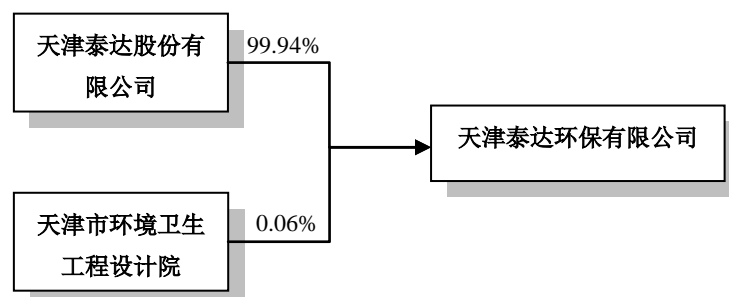 天津泰达股份有
限公司
99.94%
天津泰达环保有限公司
天津市环境卫生
工程设计院
0.06%